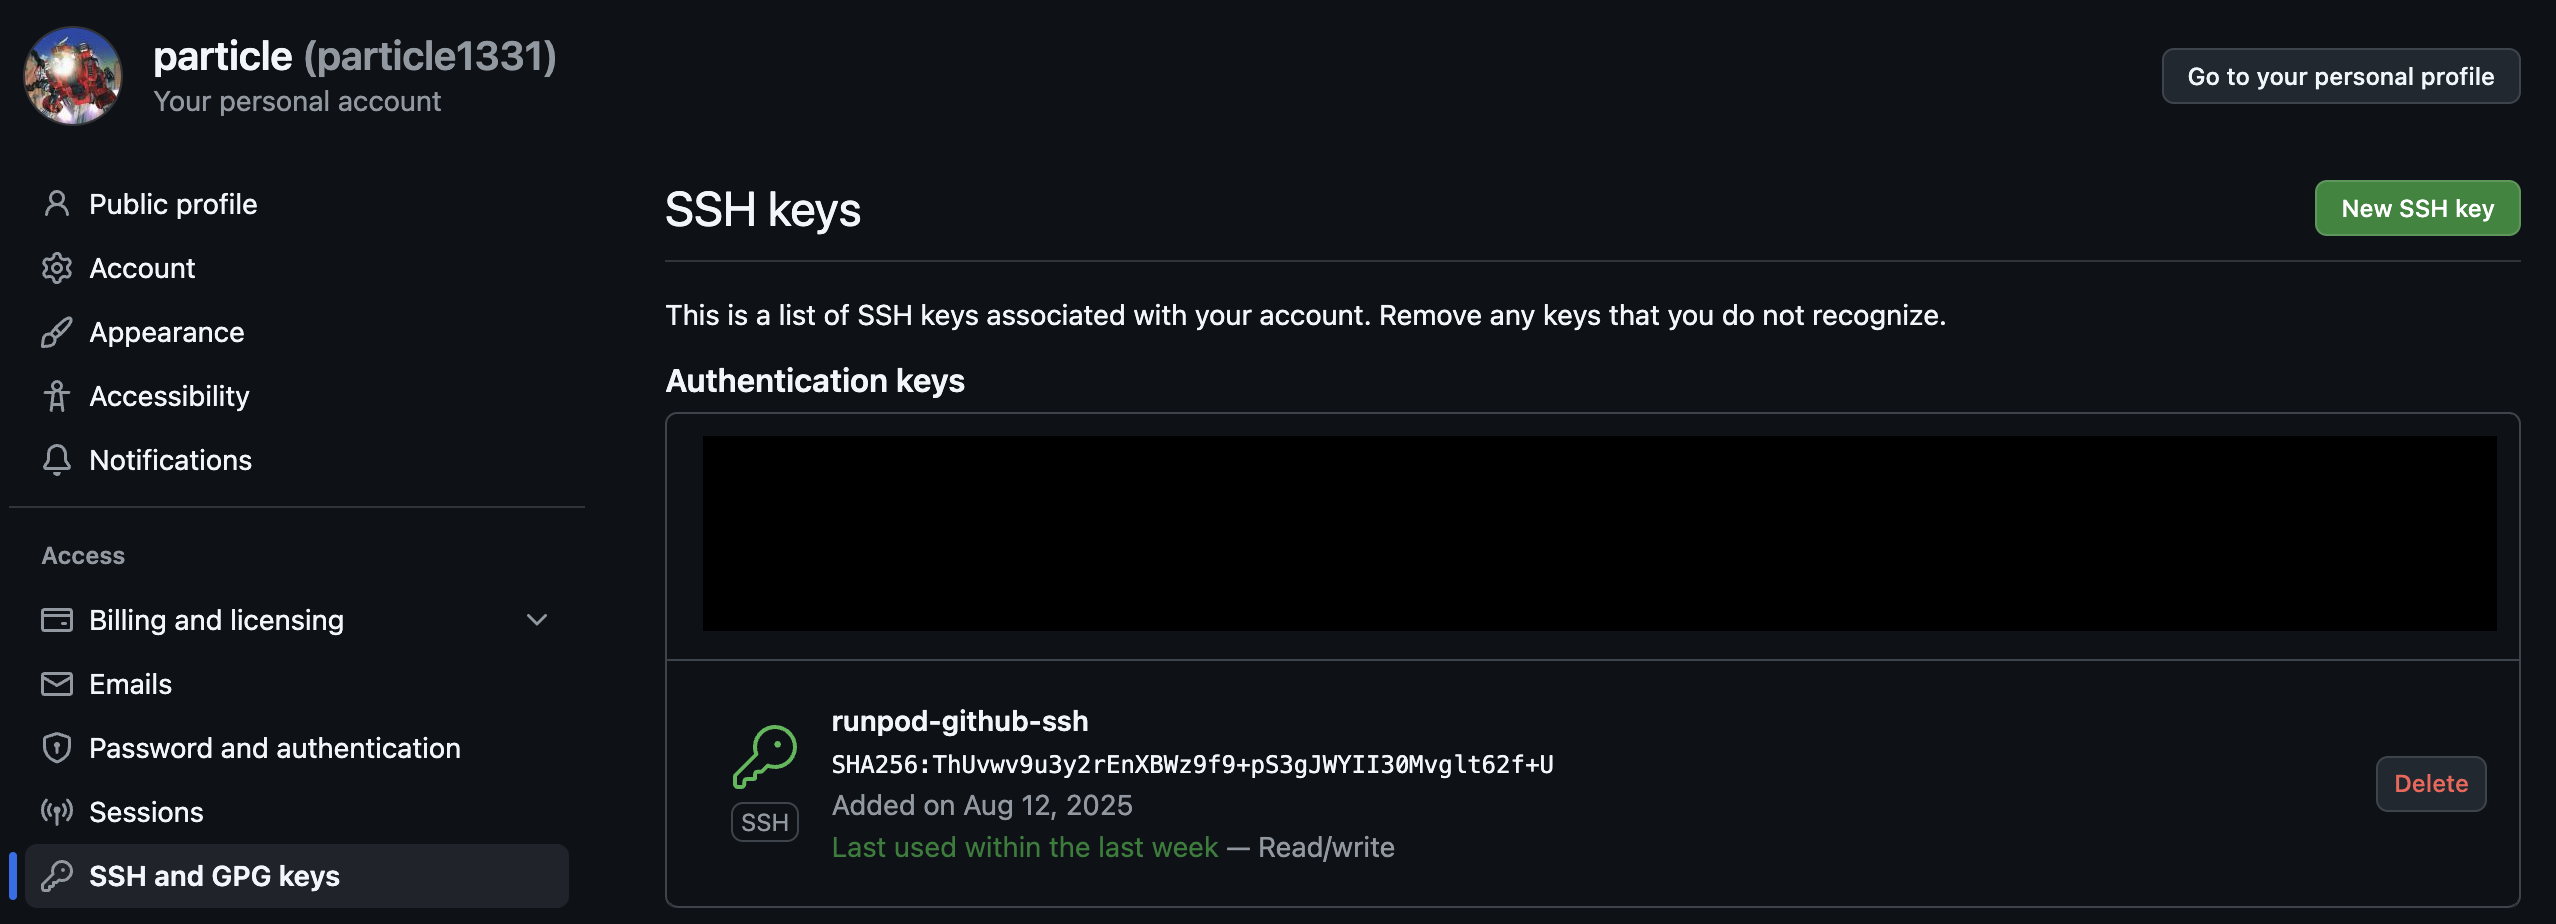 particle (particle1331)
Your personal account
Go to your personal profile
Public profile
Account
Appearance
Accessibility
Notifications
Access
Billing and licensing
Emails
Password and authentication
Sessions
SSH and GPG keys
SSH keys
New SSH key
This is a list of SSH keys associated with your account. Remove any keys that you do not recognize.
Authentication keys
runpod-github-ssh
SHA256:ThUvwv9u3y2rEnXBWz9f9+pS3gJWYII30Mvglt62f+U
Added on Aug 12, 2025
Last used within the last week — Read/write
SSH
Delete